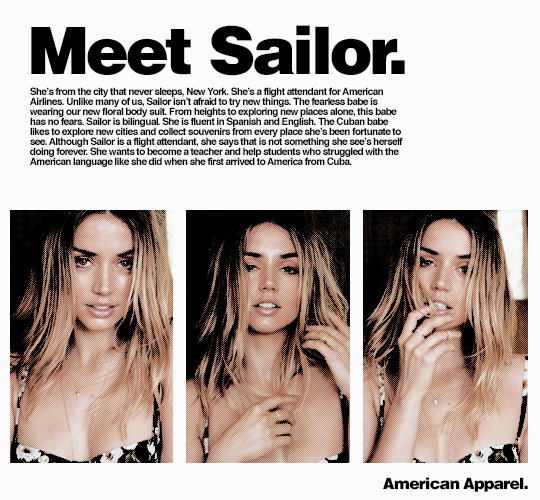 Meet Sailor.
She's from the city that never sleeps, New York. She's a flight attendant for American
Airlines. Unlike many of us, Sailor isn't afraid to try new things. The fearless babe is
wearing our new floral body suit. From heights to exploring new places alone, this babe
has no fears. Sailor is bilingual. She is fluent in Spanish and English. The Cuban babe
likes to explore new cities and collect souvenirs from every place she's been fortunate to
see. Although Sailor is a flight attendant, she says that is not something she see's herself
doing forever. She wants to become a teacher and help students who struggled with the
American language like she did when she first arrived to America from Cuba.
American Apparel.